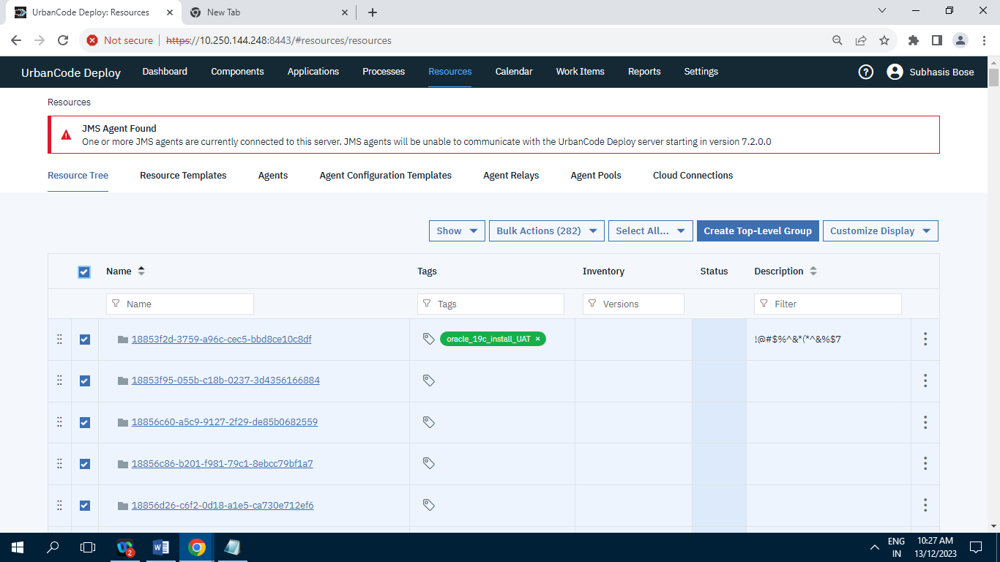 UrbanCode Deploy: Resources
New Tab
Not secure https://10.250.144.248:8443/#resources/resources
UrbanCode Deploy Dashboard Components Applications Processes Resources Calendar Work Items Reports Settings Subhasis Bose
Resources
JMS Agent Found
One or more JMS agents are currently connected to this server. JMS agents will be unable to communicate with the UrbanCode Deploy server starting in version 7.2.0.0
Resource Tree Resource Templates Agents Agent Configuration Templates Agent Relays Agent Pools Cloud Connections
Show Bulk Actions (282) Select All... Create Top-Level Group Customize Display
Name Tags Inventory Status Description
Name Tags Versions Filter
18853f2d-3759-a96c-cec5-bbd8ce10c8df oracle_19c_install_UAT × !@#$%^&*(*^&%$7
18853f95-055b-c18b-0237-3d4356166884
18856c60-a5c9-9127-2f29-de85b0682559
18856c86-b201-f981-79c1-8ebcc79bf1a7
18856d26-c6f2-0d18-a1e5-ca730e712ef6
2
ENG 10:27 AM
IN 13/12/2023